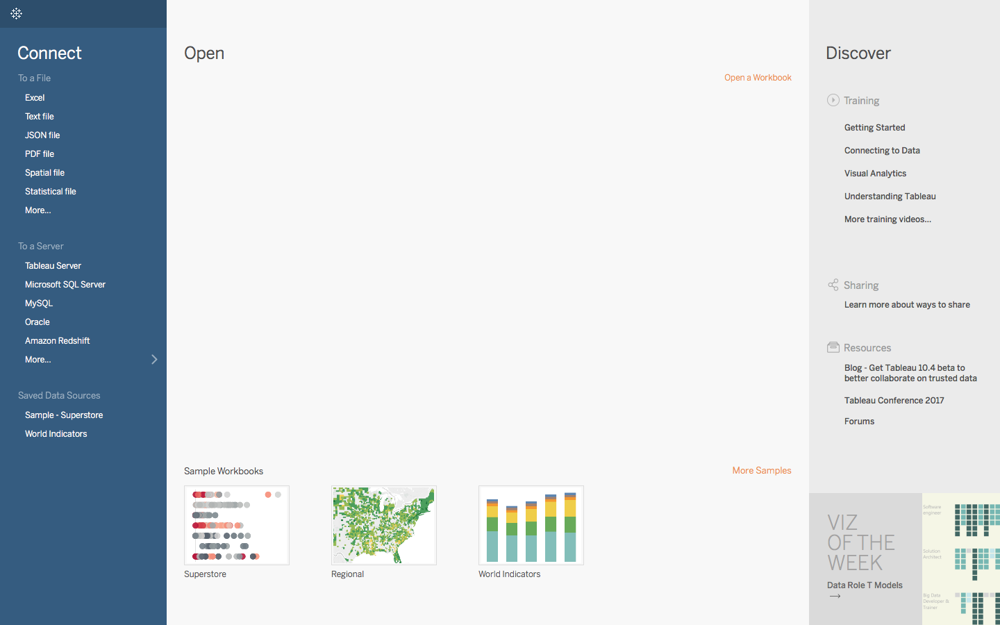 Connect
To a File
Excel
Text file
JSON file
PDF file
Spatial file
Statistical file
More...
To a Server
Tableau Server
Microsoft SQL Server
MySQL
Oracle
Amazon Redshift
More...
Saved Data Sources
Sample - Superstore
World Indicators
Open
Open a Workbook
Sample Workbooks
More Samples
Superstore
Regional
World Indicators
Discover
Training
Getting Started
Connecting to Data
Visual Analytics
Understanding Tableau
More training videos...
Sharing
Learn more about ways to share
Resources
Blog - Get Tableau 10.4 beta to
better collaborate on trusted data
Tableau Conference 2017
Forums
VIZ
OF THE
WEEK
Data Role T Models
Software
engineer
Solution
Architect
Big Data
Developer &
Trainer